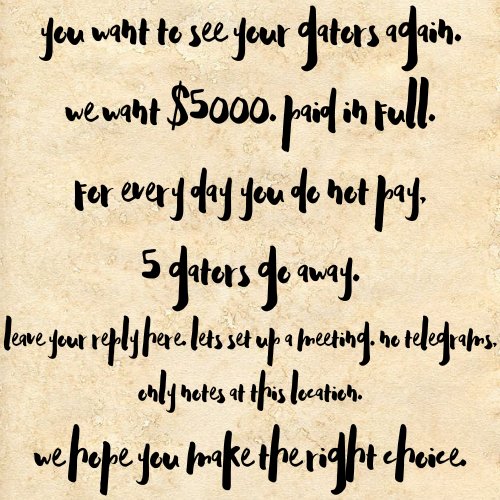 you want to see your gators again.
we want $5000. paid in full.
For every day you do not pay,
5 gators go away.
leave your reply here. lets set up a meeting. no telegrams.
only notes at this location.
we hope you make the right choice.